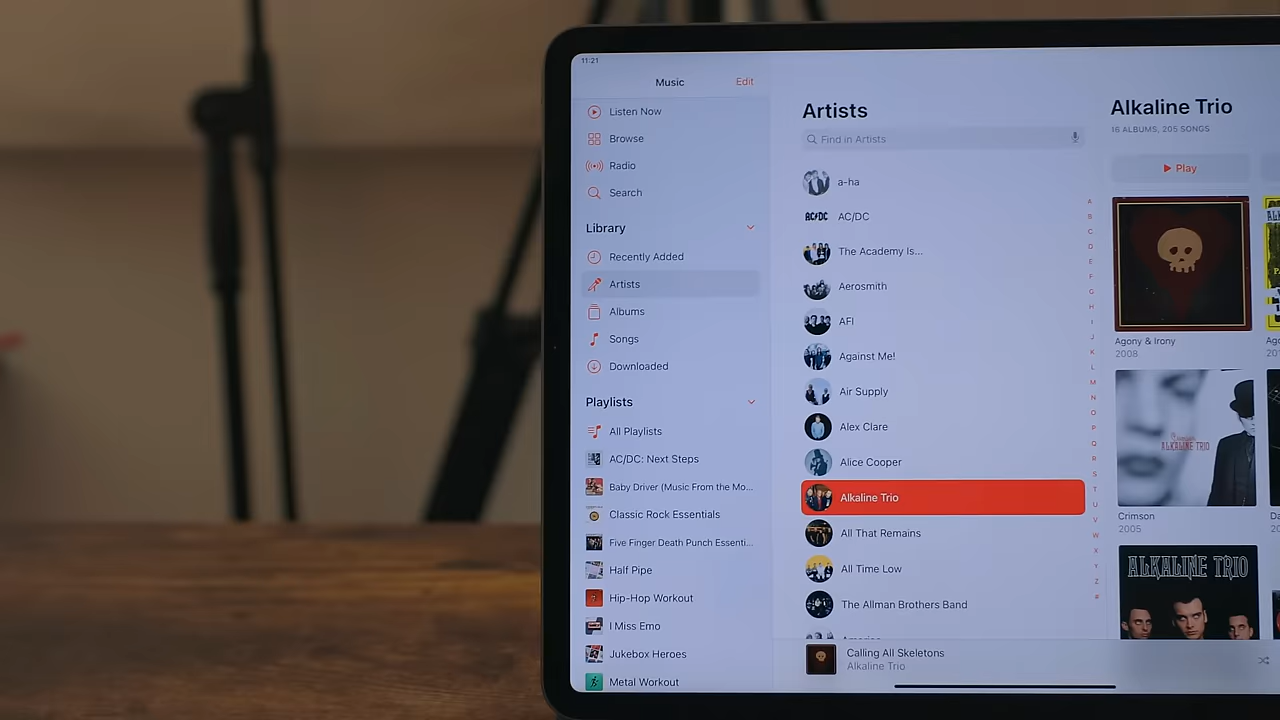 11:21
Music
Edit
Listen Now
Browse
Radio
Search
Library
Recently Added
Artists
Albums
Songs
Downloaded
Playlists
All Playlists
AC/DC: Next Steps
Baby Driver (Music From the Mo...
Classic Rock Essentials
Five Finger Death Punch Essenti...
Half Pipe
Hip-Hop Workout
I Miss Emo
Jukebox Heroes
Metal Workout
Artists
Find in Artists
a-ha
AC/DC
AC/DC
The Academy Is...
Aerosmith
AFI
Against Me!
Air Supply
Alex Clare
Alice Cooper
Alkaline Trio
All That Remains
All Time Low
The Allman Brothers Band
A
B
C
D
E
F
G
H
I
J
K
L
M
N
O
P
Q
R
S
T
U
V
W
X
Y
Z
#
Alkaline Trio
16 ALBUMS, 205 SONGS
Play
Agony & Irony
2008
Crimson
ALKALINE TRIO
Crimson
2005
ALKALINE TRIO
Calling All Skeletons
Alkaline Trio